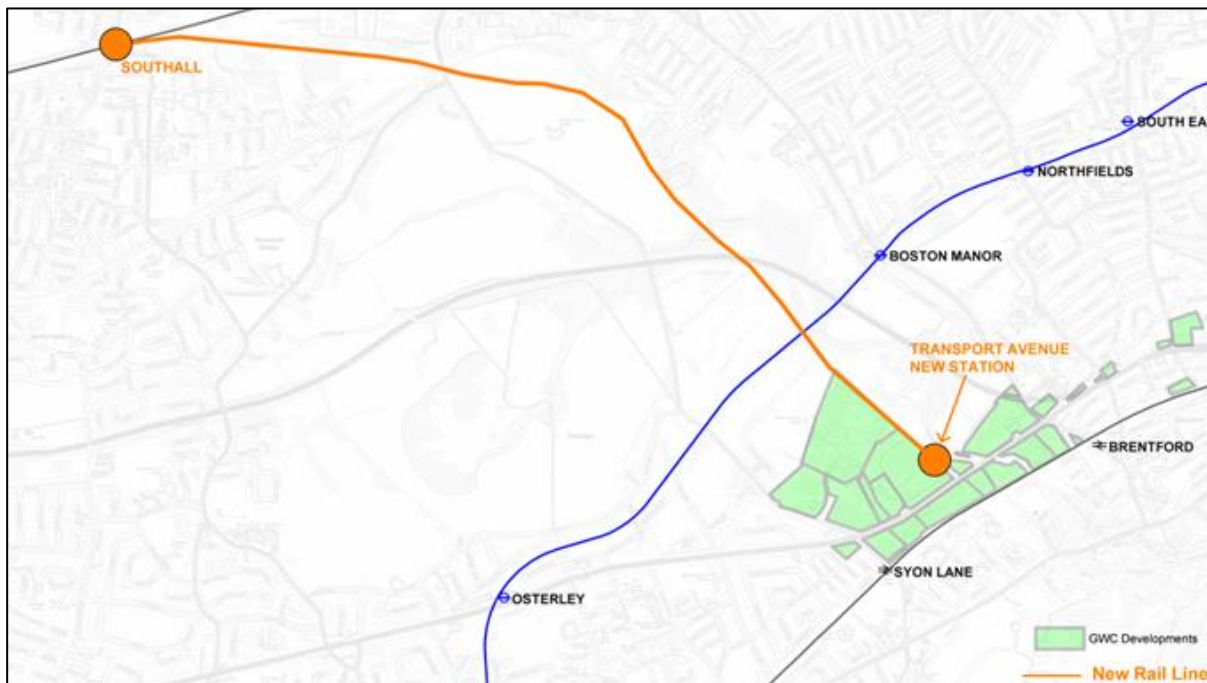 SOUTHALL
SOUTH EA
NORTHFIELDS
BOSTON MANOR
TRANSPORT AVENUE
NEW STATION
BRENTFORD
SYON LANE
OSTERLEY
GWC Developments
New Rail Line